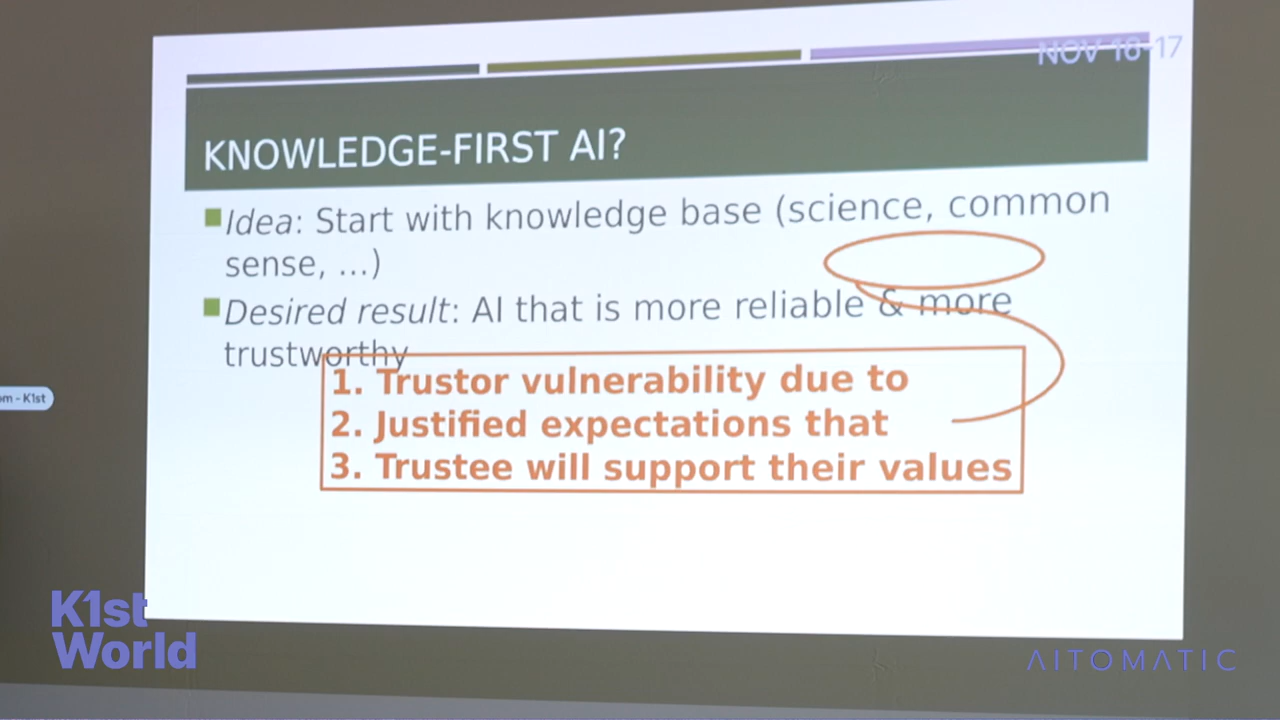 NOV 16-17
KNOWLEDGE-FIRST AI?
Idea: Start with knowledge base (science, common
sense, ...)
Desired result: AI that is more reliable & more
trustworthy
1. Trustor vulnerability due to
2. Justified expectations that
3. Trustee will support their values
om - K1st
K1st
World
AITOMATIC